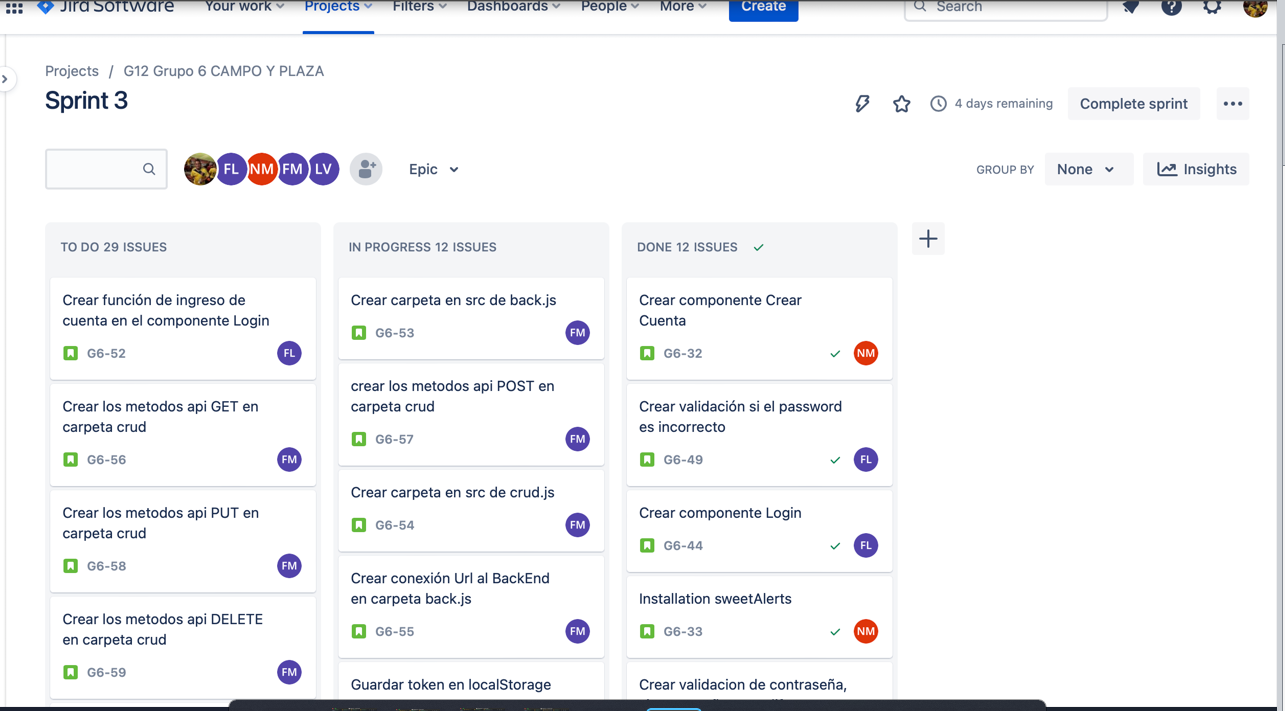 Jira Software Your work Projects Filters Dashboards People More Create Search
Projects / G12 Grupo 6 CAMPO Y PLAZA
Sprint 3
4 days remaining Complete sprint
FL NM FM LV Epic GROUP BY None Insights
TO DO 29 ISSUES
Crear función de ingreso de
cuenta en el componente Login
G6-52 FL
Crear los metodos api GET en
carpeta crud
G6-56 FM
Crear los metodos api PUT en
carpeta crud
G6-58 FM
Crear los metodos api DELETE
en carpeta crud
G6-59 FM
IN PROGRESS 12 ISSUES
Crear carpeta en src de back.js
G6-53 FM
crear los metodos api POST en
carpeta crud
G6-57 FM
Crear carpeta en src de crud.js
G6-54 FM
Crear conexión Url al BackEnd
en carpeta back.js
G6-55 FM
Guardar token en localStorage
DONE 12 ISSUES
Crear componente Crear
Cuenta
G6-32 NM
Crear validación si el password
es incorrecto
G6-49 FL
Crear componente Login
G6-44 FL
Installation sweetAlerts
G6-33 NM
Crear validacion de contraseña,